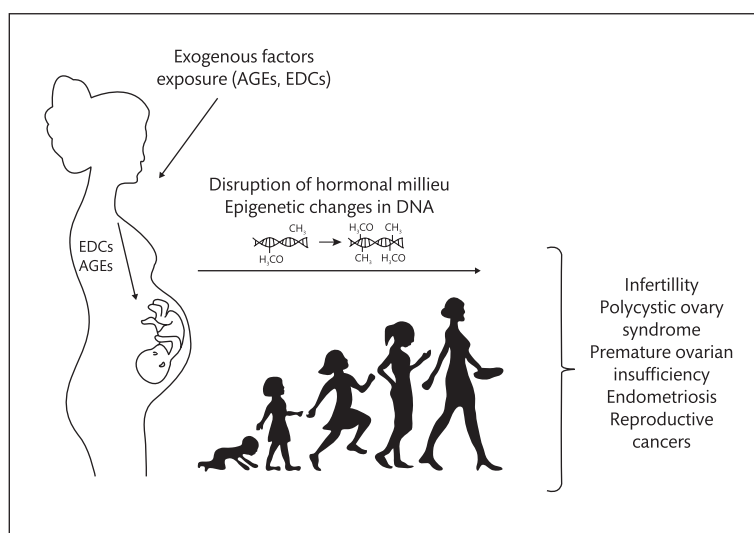 Exogenous factors
exposure (AGEs, EDCs)
Disruption of hormonal millieu
Epigenetic changes in DNA
CH₃
H₃CO
H₃CO
CH₃
CH₃
H₃CO
EDCs
AGEs
Infertillity
Polycystic ovary
syndrome
Premature ovarian
insufficiency
Endometriosis
Reproductive
cancers